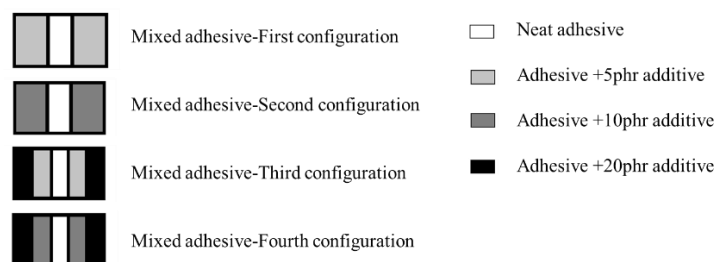 Mixed adhesive-First configuration
Mixed adhesive-Second configuration
Mixed adhesive-Third configuration
Mixed adhesive-Fourth configuration
Neat adhesive
Adhesive +5phr additive
Adhesive +10phr additive
Adhesive +20phr additive